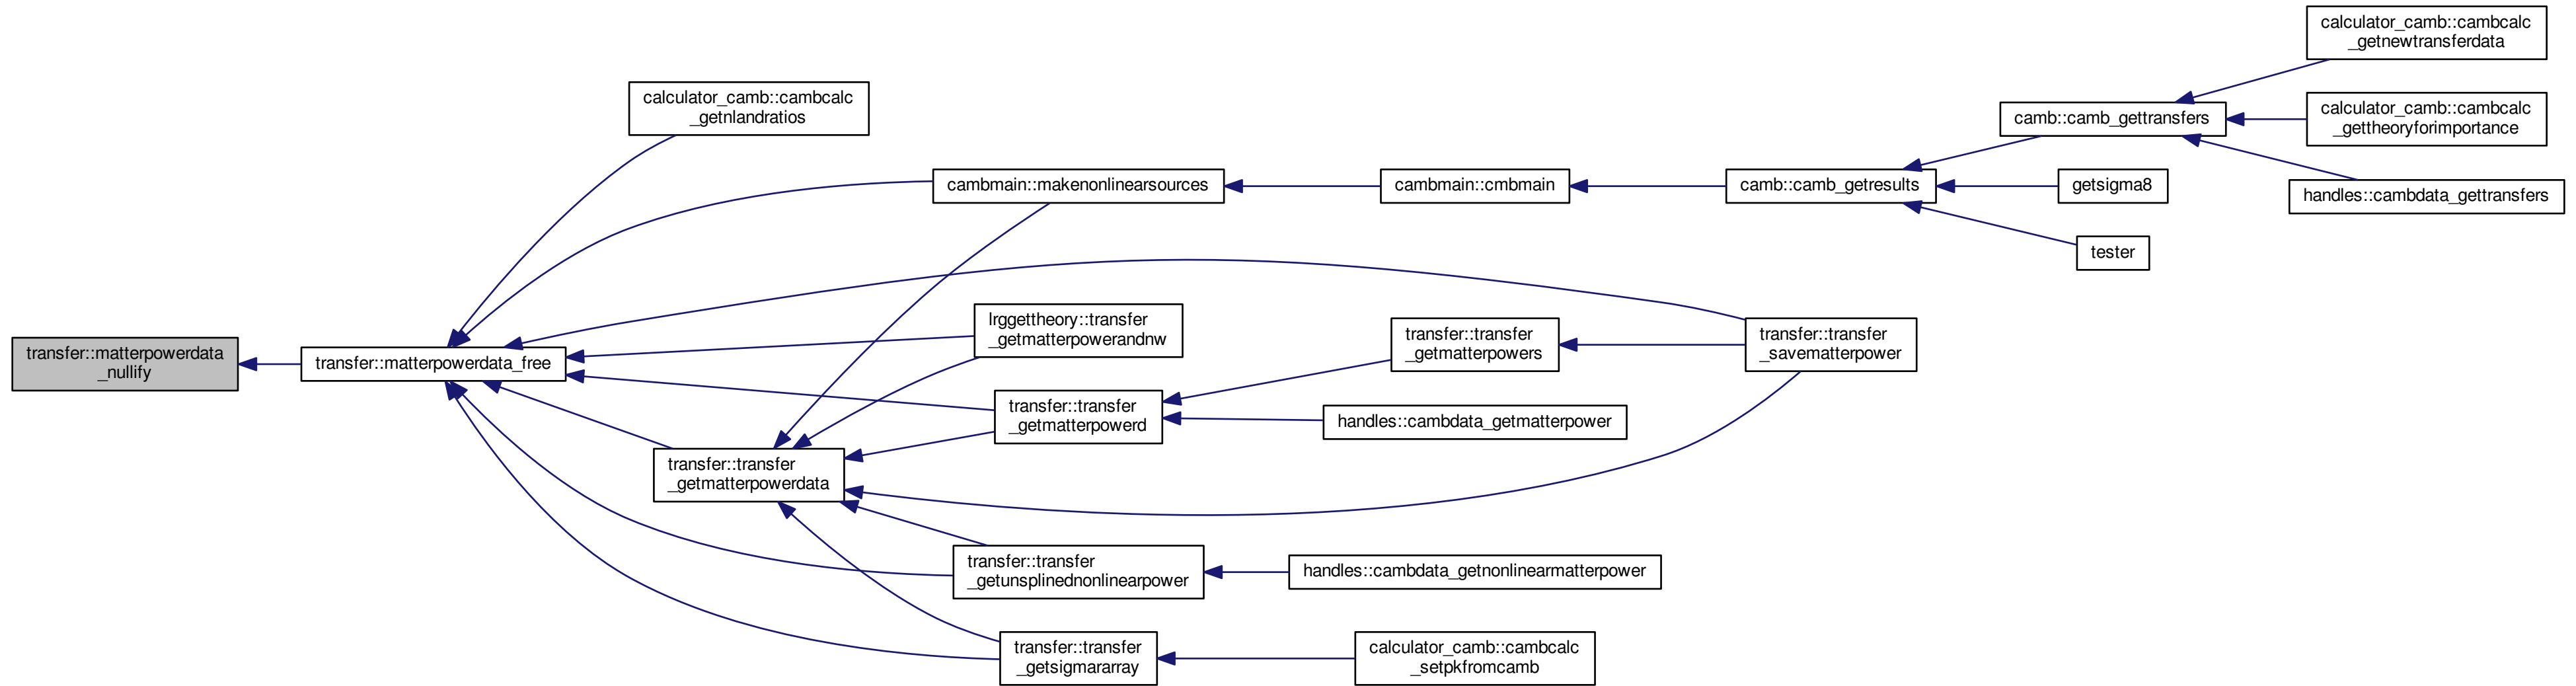 transfer::matterpowerdata
_nullify
transfer::matterpowerdata_free
calculator_camb::cambcalc
_getnlandratios
cambmain::makenonlinearsources
lrggettheory::transfer
_getmatterpowerandnw
transfer::transfer
_getmatterpowerd
transfer::transfer
_getmatterpowerdata
transfer::transfer
_getunsplinednonlinearpower
transfer::transfer
_getsigmararray
cambmain::cmbmain
transfer::transfer
_getmatterpowers
handles::cambdata_getmatterpower
handles::cambdata_getnonlinearmatterpower
calculator_camb::cambcalc
_setpkfromcamb
camb::camb_getresults
transfer::transfer
_savematterpower
camb::camb_gettransfers
getsigma8
tester
calculator_camb::cambcalc
_getnewtransferdata
calculator_camb::cambcalc
_gettheoryforimportance
handles::cambdata_gettransfers